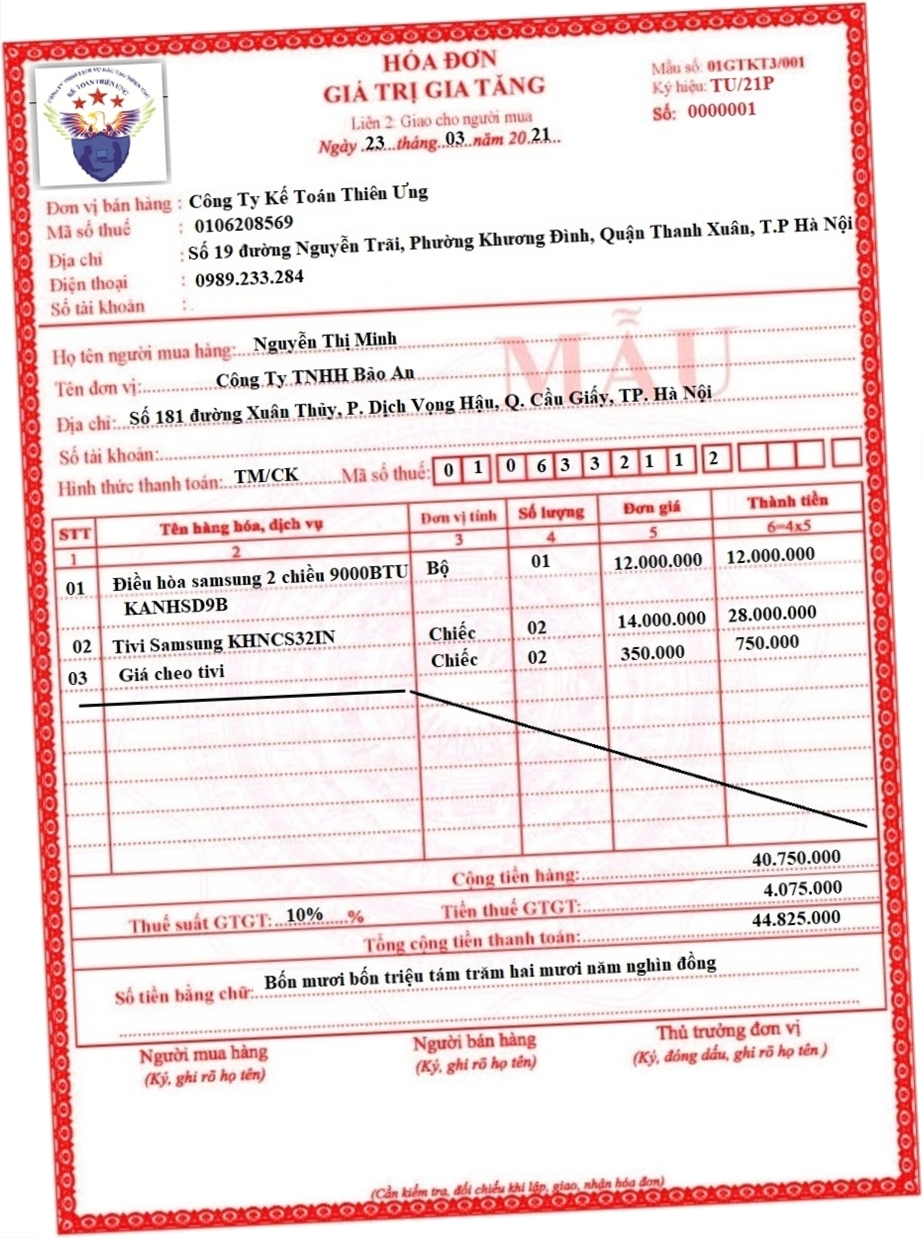 HÓA ĐƠN
GIÁ TRỊ GIA TĂNG
Liên 2: Giao cho người mua
Ngày .23...tháng..03..năm 20.21...
Mẫu số: 01GTKT3/001
Ký hiệu: TU/21P
Số: 0000001
KẾ TOÁN THIÊN ƯNG
Đơn vị bán hàng : Công Ty Kế Toán Thiên Ưng
Mã số thuế : 0106208569
Địa chỉ : Số 19 đường Nguyễn Trãi, Phường Khương Đình, Quận Thanh Xuân, T.P Hà Nội
Điện thoại : 0989.233.284
Số tài khoản :
MẪU
Họ tên người mua hàng: Nguyễn Thị Minh
Tên đơn vị: Công Ty TNHH Bảo An
Địa chỉ: Số 181 đường Xuân Thủy, P. Dịch Vọng Hậu, Q. Cầu Giấy, TP. Hà Nội
Số tài khoản:
Hình thức thanh toán: TM/CK Mã số thuế: 0 1 0 6 3 3 2 1 1 2
STT Tên hàng hóa, dịch vụ Đơn vị tính Số lượng Đơn giá Thành tiền
1 2 3 4 5 6=4x5
01 Điều hòa samsung 2 chiều 9000BTU Bộ 01 12.000.000 12.000.000
KANHSD9B
02 Tivi Samsung KHNCS32IN Chiếc 02 14.000.000 28.000.000
03 Giá cheo tivi Chiếc 02 350.000 750.000
Cộng tiền hàng: 40.750.000
Thuế suất GTGT: 10% % Tiền thuế GTGT: 4.075.000
Tổng cộng tiền thanh toán: 44.825.000
Số tiền bằng chữ: Bốn mươi bốn triệu tám trăm hai mươi năm nghìn đồng
Người mua hàng Người bán hàng Thủ trưởng đơn vị
(Ký, ghi rõ họ tên) (Ký, ghi rõ họ tên) (Ký, đóng dấu, ghi rõ họ tên )
(Cần kiểm tra, đối chiếu khi lập, giao, nhận hóa đơn)